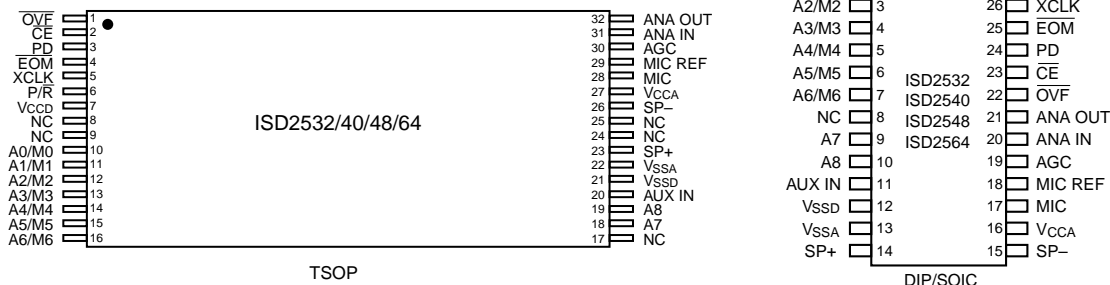 O̅V̅F̅ 1 32 ANA OUT
C̅E̅ 2 31 ANA IN
PD 3 30 AGC
E̅O̅M̅ 4 29 MIC REF
XCLK 5 28 MIC
P/R̅ 6 27 VCCA
VCCD 7 26 SP–
NC 8 25 NC
NC 9 24 NC
A0/M0 10 23 SP+
A1/M1 11 22 VSSA
A2/M2 12 21 VSSD
A3/M3 13 20 AUX IN
A4/M4 14 19 A8
A5/M5 15 18 A7
A6/M6 16 17 NC
ISD2532/40/48/64
TSOP
A2/M2 3 26 XCLK
A3/M3 4 25 E̅O̅M̅
A4/M4 5 24 PD
A5/M5 6 23 C̅E̅
A6/M6 7 22 O̅V̅F̅
NC 8 21 ANA OUT
A7 9 20 ANA IN
A8 10 19 AGC
AUX IN 11 18 MIC REF
VSSD 12 17 MIC
VSSA 13 16 VCCA
SP+ 14 15 SP–
ISD2532
ISD2540
ISD2548
ISD2564
DIP/SOIC